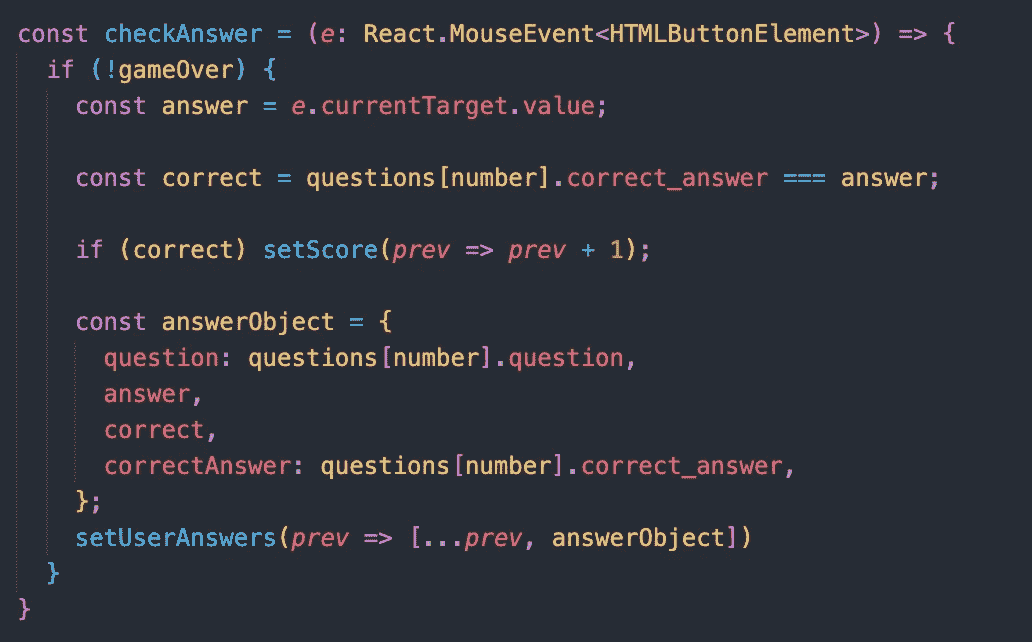 const checkAnswer = (e: React.MouseEvent<HTMLButtonElement>) => {
  if (!gameOver) {
    const answer = e.currentTarget.value;

    const correct = questions[number].correct_answer === answer;

    if (correct) setScore(prev => prev + 1);

    const answerObject = {
      question: questions[number].question,
      answer,
      correct,
      correctAnswer: questions[number].correct_answer,
    };
    setUserAnswers(prev => [...prev, answerObject])
  }
}